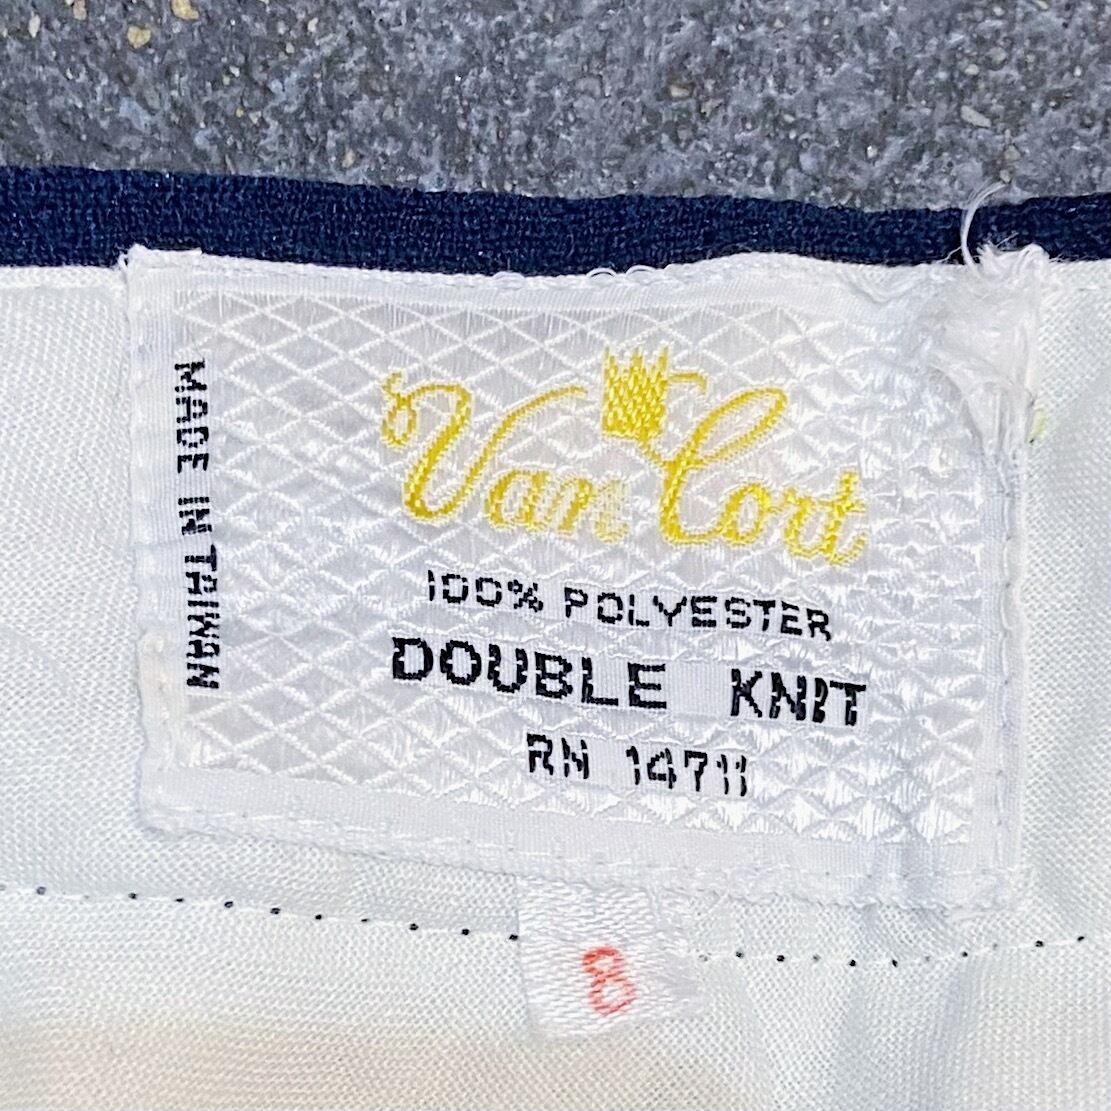 Van Cort
100% POLYESTER
DOUBLE KNIT
RN 14711
MADE IN TAIWAN
8